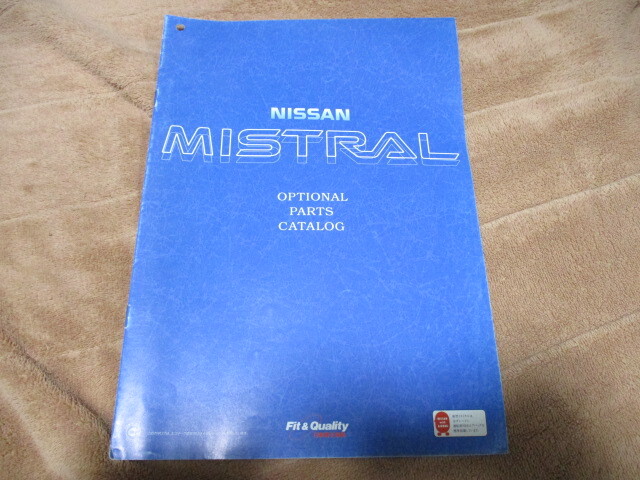 NISSAN
MISTRAL
OPTIONAL
PARTS
CATALOG
Fit & Quality